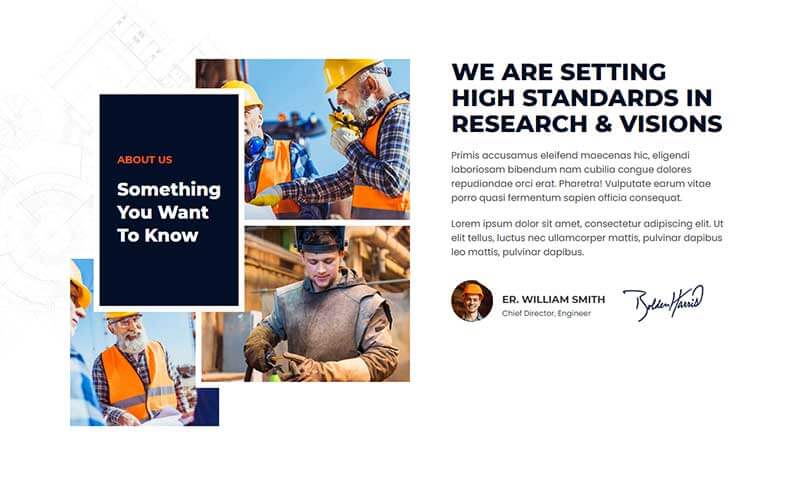 ABOUT US
Something
You Want
To Know
WE ARE SETTING
HIGH STANDARDS IN
RESEARCH & VISIONS
Primis accusamus eleifend maecenas hic, eligendi
laboriosam bibendum nam cubilia congue dolores
repudiandae orci erat. Pharetra! Vulputate earum vitae
porro quasi fermentum sapien officia consequat.
Lorem ipsum dolor sit amet, consectetur adipiscing elit. Ut
elit tellus, luctus nec ullamcorper mattis, pulvinar dapibus
leo mattis, pulvinar dapibus.
ER. WILLIAM SMITH
Chief Director, Engineer
Bolden Harris